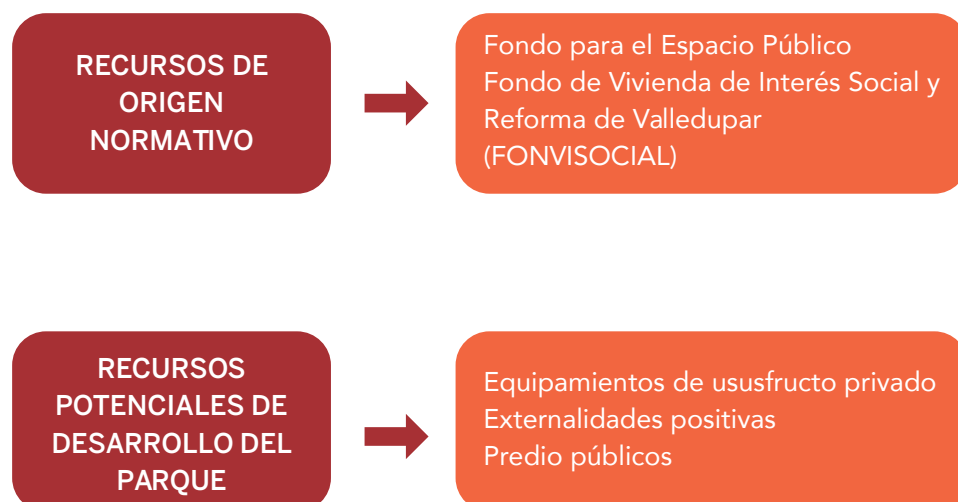 RECURSOS DE
ORIGEN
NORMATIVO
Fondo para el Espacio Público
Fondo de Vivienda de Interés Social y
Reforma de Valledupar
(FONVISOCIAL)
RECURSOS
POTENCIALES DE
DESARROLLO DEL
PARQUE
Equipamientos de ususfructo privado
Externalidades positivas
Predio públicos